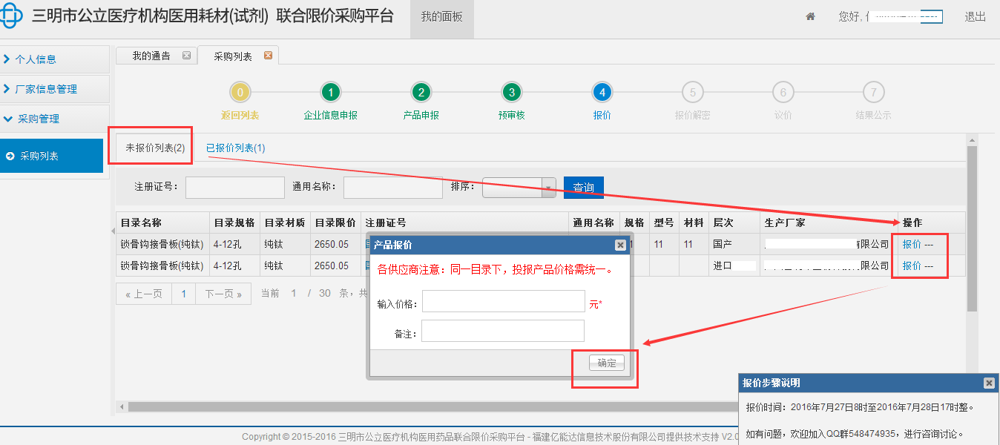 三明市公立医疗机构医用耗材(试剂) 联合限价采购平台 我的面板 您好, 退出
个人信息
厂家信息管理
采购管理
采购列表
我的通告 采购列表
0 1 2 3 4 5 6 7
返回列表 企业信息申报 产品申报 预审核 报价 报价解密 议价 结果公示
未报价列表(2) 已报价列表(1)
注册证号: 通用名称: 排序: 查询
目录名称 目录规格 目录材质 目录限价 注册证号 通用名称 规格 型号 材料 层次 生产厂家 操作
锁骨钩接骨板(纯钛) 4-12孔 纯钛 2650.05 11 11 国产 有限公司 报价 ---
锁骨钩接骨板(纯钛) 4-12孔 纯钛 2650.05 进口 限公司 报价 ---
« 上一页 1 下一页 » 当前 1 / 30 条，共
产品报价
各供应商注意：同一目录下，投报产品价格需统一。
输入价格: 元*
备注:
确定
报价步骤说明
报价时间：2016年7月27日8时至2016年7月28日17时整。
如有问题，欢迎加入QQ群548474935，进行咨询讨论。
Copyright © 2015-2016 三明市公立医疗机构医用药品联合限价采购平台 - 福建亿能达信息技术股份有限公司提供技术支持 V2.0